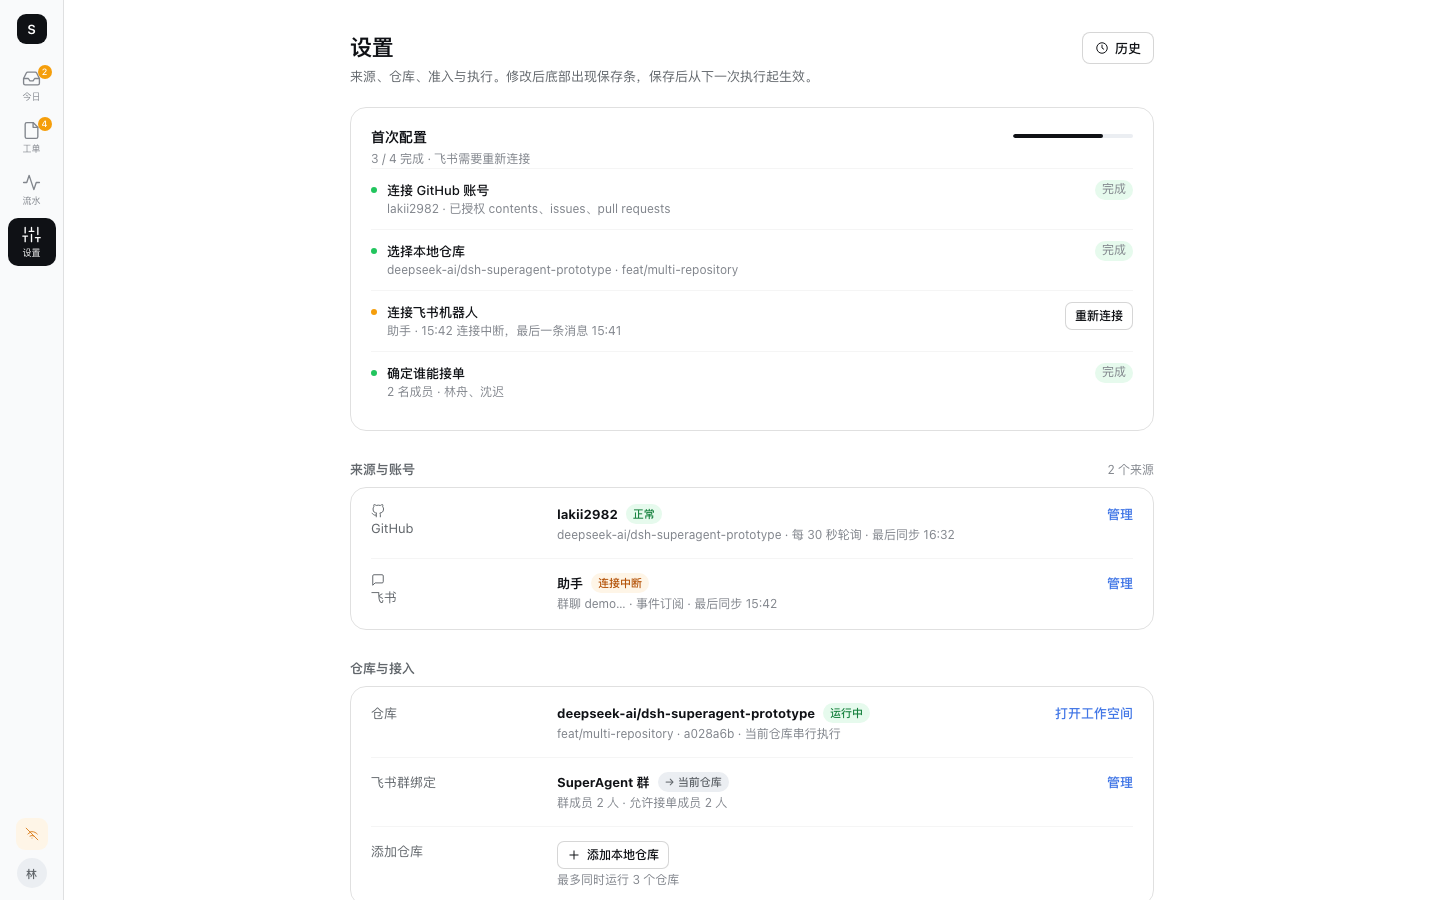 S
2
今日
4
工单
流水
设置
林
设置
历史
来源、仓库、准入与执行。修改后底部出现保存条，保存后从下一次执行起生效。
首次配置
3 / 4 完成 · 飞书需要重新连接
连接 GitHub 账号
完成
lakii2982 · 已授权 contents、issues、pull requests
选择本地仓库
完成
deepseek-ai/dsh-superagent-prototype · feat/multi-repository
连接飞书机器人
重新连接
助手 · 15:42 连接中断，最后一条消息 15:41
确定谁能接单
完成
2 名成员 · 林舟、沈迟
来源与账号
2 个来源
GitHub
lakii2982 正常
管理
deepseek-ai/dsh-superagent-prototype · 每 30 秒轮询 · 最后同步 16:32
飞书
助手 连接中断
管理
群聊 demo... · 事件订阅 · 最后同步 15:42
仓库与接入
仓库
deepseek-ai/dsh-superagent-prototype 运行中
打开工作空间
feat/multi-repository · a028a6b · 当前仓库串行执行
飞书群绑定
SuperAgent 群 → 当前仓库
管理
群成员 2 人 · 允许接单成员 2 人
添加仓库
+ 添加本地仓库
最多同时运行 3 个仓库